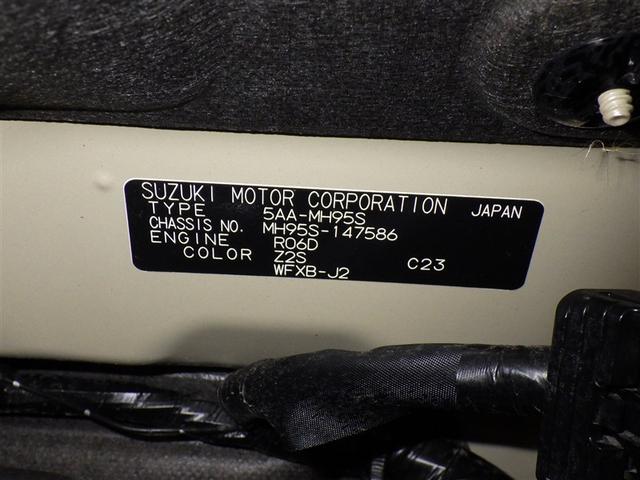 SUZUKI MOTOR CORPORATION JAPAN
TYPE 5AA-MH95S
CHASSIS NO. MH95S-147586
ENGINE R06D
COLOR Z2S C23
WFXB-J2